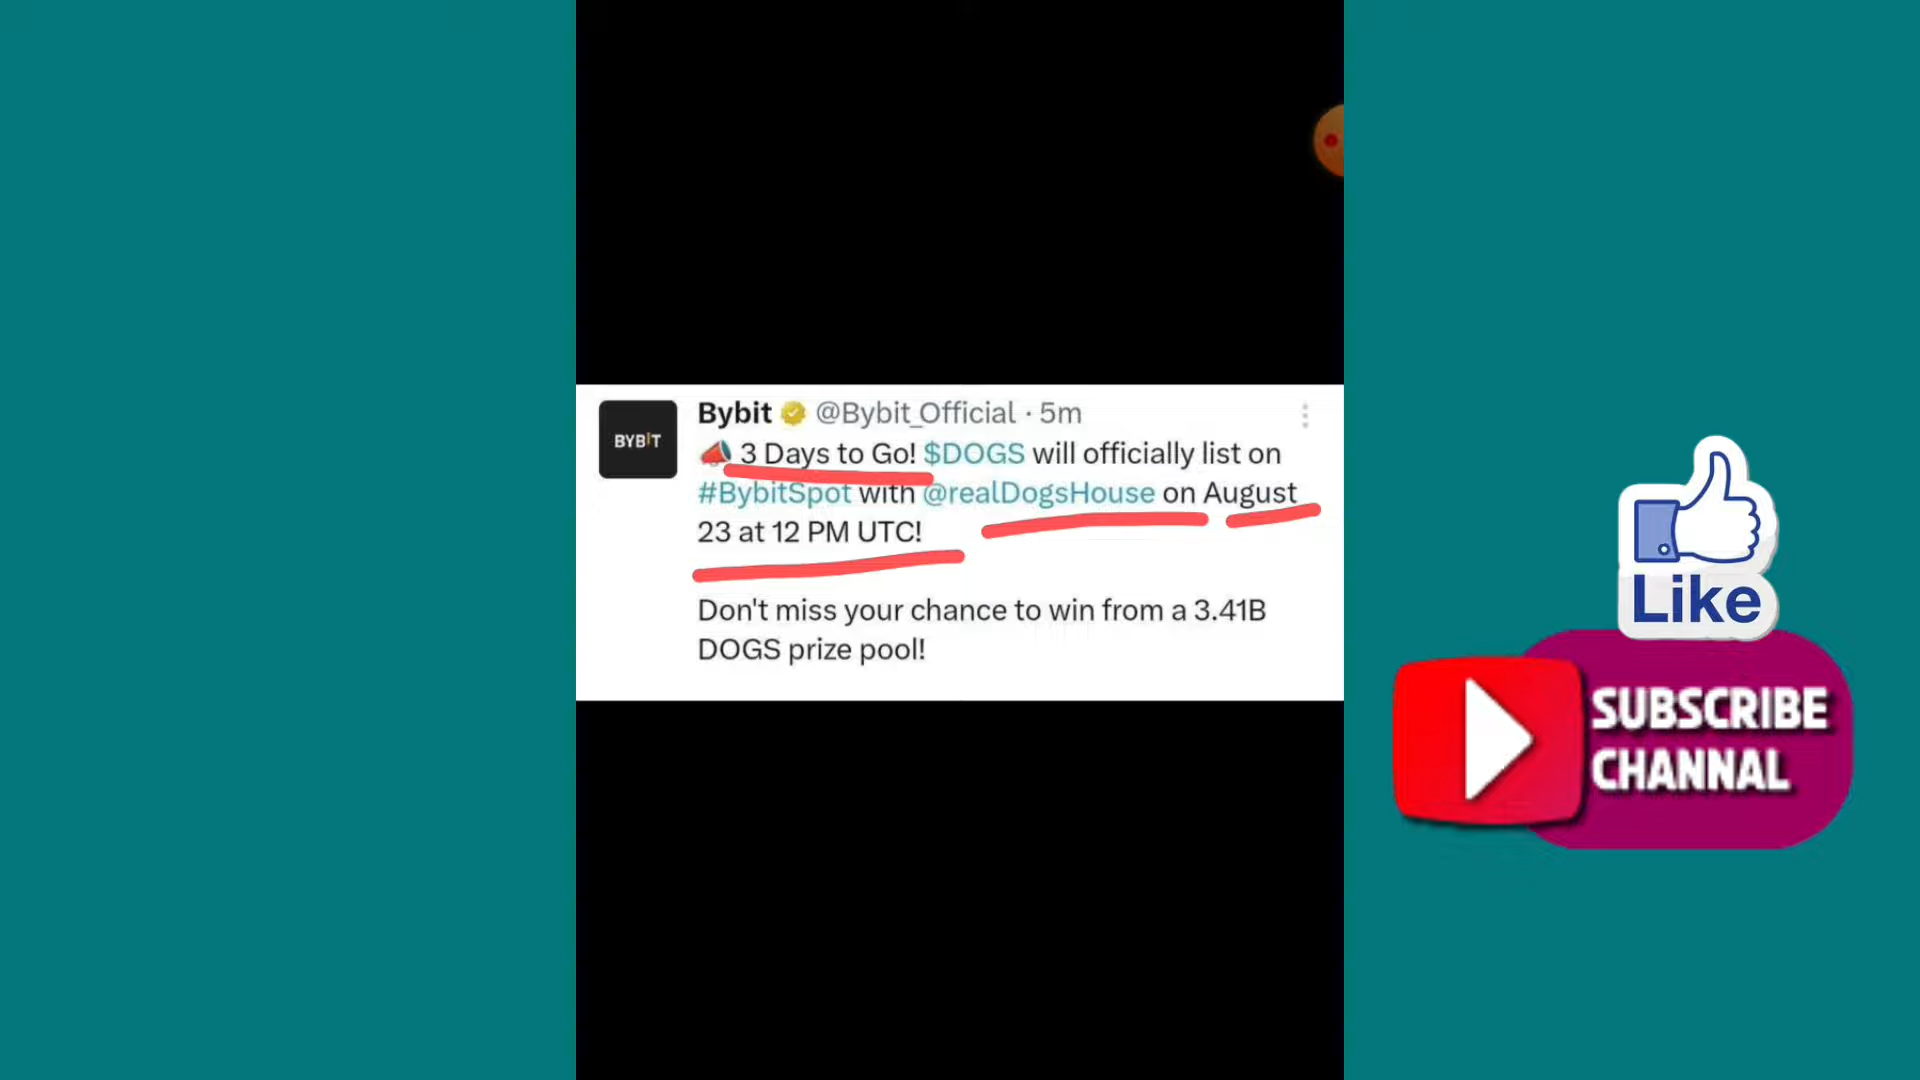 BYBIT
Bybit @Bybit_Official · 5m
📣 3 Days to Go! $DOGS will officially list on
#BybitSpot with @realDogsHouse on August
23 at 12 PM UTC!
Don't miss your chance to win from a 3.41B
DOGS prize pool!
Like
SUBSCRIBE
CHANNAL